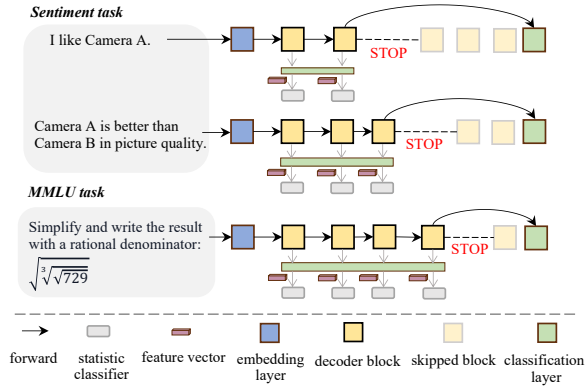 Sentiment task
I like Camera A.
STOP
Camera A is better than
Camera B in picture quality.
STOP
MMLU task
Simplify and write the result
with a rational denominator:
√∛√√729
STOP
forward
statistic
classifier
feature vector
embedding
layer
decoder block
skipped block
classification
layer